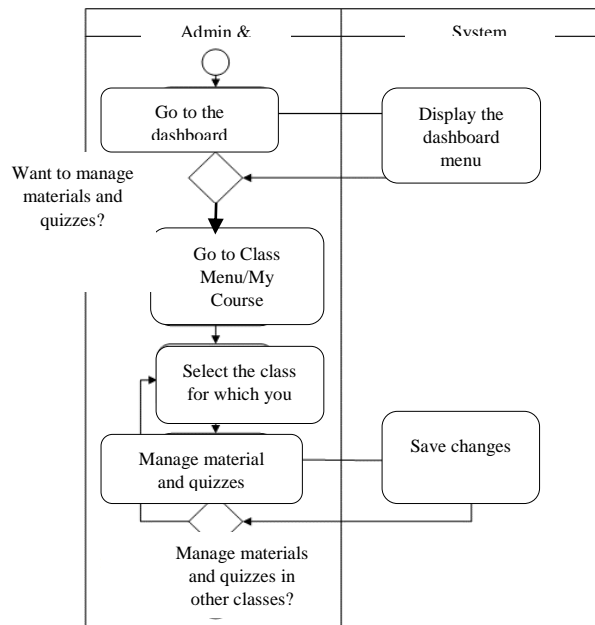 Admin &
System
Go to the
dashboard
Display the
dashboard
menu
Want to manage
materials and
quizzes?
Go to Class
Menu/My
Course
Select the class
for which you
Manage material
and quizzes
Save changes
Manage materials
and quizzes in
other classes?